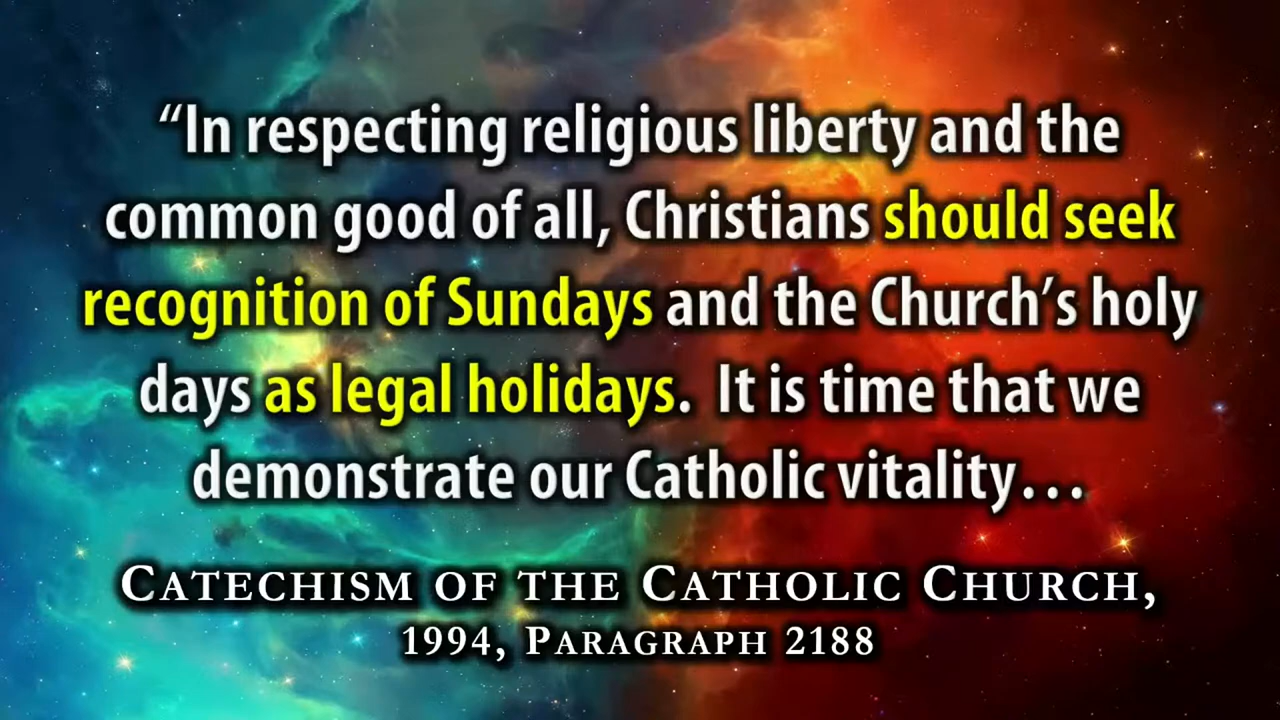 “In respecting religious liberty and the
common good of all, Christians should seek
recognition of Sundays and the Church’s holy
days as legal holidays.  It is time that we
demonstrate our Catholic vitality...
Catechism of the Catholic Church,
1994, Paragraph 2188